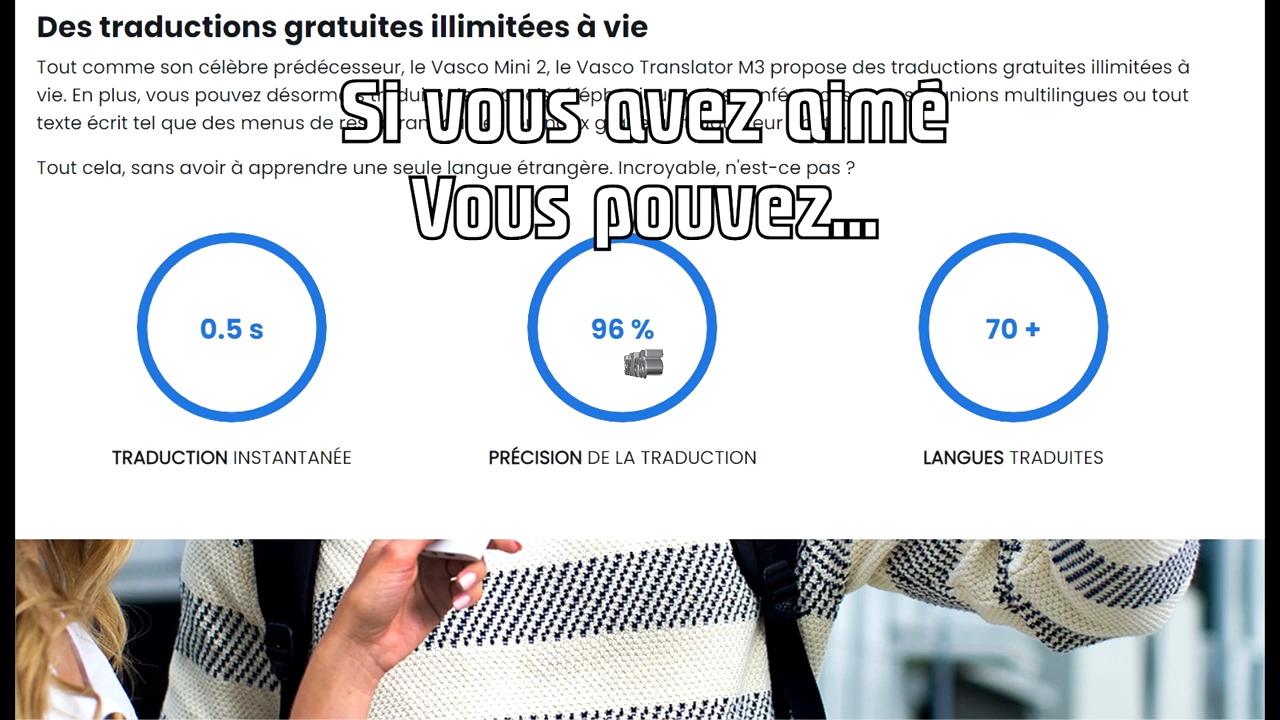 Des traductions gratuites illimitées à vie
Tout comme son célèbre prédécesseur, le Vasco Mini 2, le Vasco Translator M3 propose des traductions gratuites illimitées à
vie. En plus, vous pouvez désorm
multilingues ou tout
texte écrit tel que des menus de
Si vous avez aimé
Tout cela, sans avoir à apprendre une seule langue étrangère. Incroyable, n'est-ce pas ?
Vous pouvez...
0.5 s
96 %
70 +
TRADUCTION INSTANTANÉE
PRÉCISION DE LA TRADUCTION
LANGUES TRADUITES